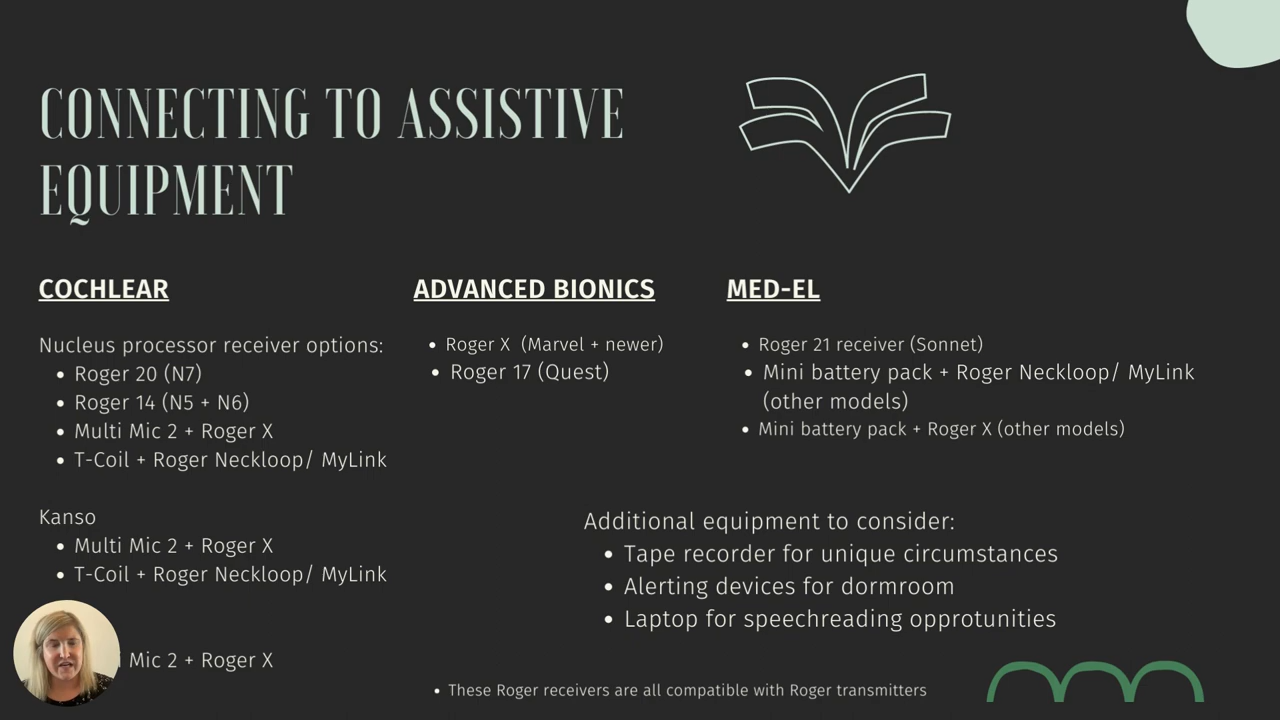 CONNECTING TO ASSISTIVE
EQUIPMENT
COCHLEAR
Nucleus processor receiver options:
• Roger 20 (N7)
• Roger 14 (N5 + N6)
• Multi Mic 2 + Roger X
• T-Coil + Roger Neckloop/ MyLink
Kanso
• Multi Mic 2 + Roger X
• T-Coil + Roger Neckloop/ MyLink
Mic 2 + Roger X
ADVANCED BIONICS
• Roger X (Marvel + newer)
• Roger 17 (Quest)
MED-EL
• Roger 21 receiver (Sonnet)
• Mini battery pack + Roger Neckloop/ MyLink
(other models)
• Mini battery pack + Roger X (other models)
Additional equipment to consider:
• Tape recorder for unique circumstances
• Alerting devices for dormroom
• Laptop for speechreading opprotunities
• These Roger receivers are all compatible with Roger transmitters